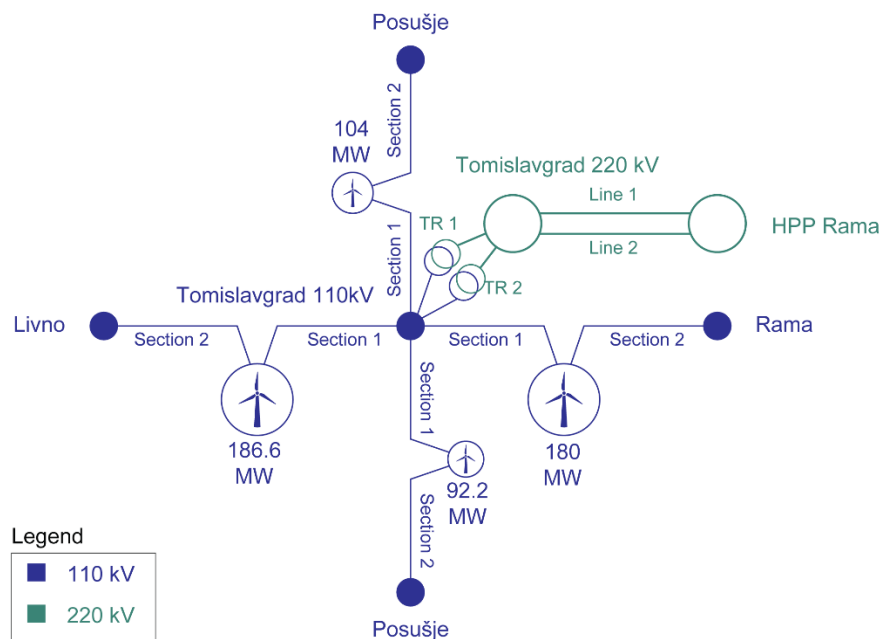 Posušje
Section 2
104
MW
Tomislavgrad 220 kV
Line 1
TR 1
HPP Rama
Section 1
Line 2
TR 2
Tomislavgrad 110kV
Livno
Section 2
Section 1
Section 1
Section 2
Rama
Section 1
186.6
MW
180
MW
92.2
MW
Section 2
Legend
110 kV
220 kV
Posušje